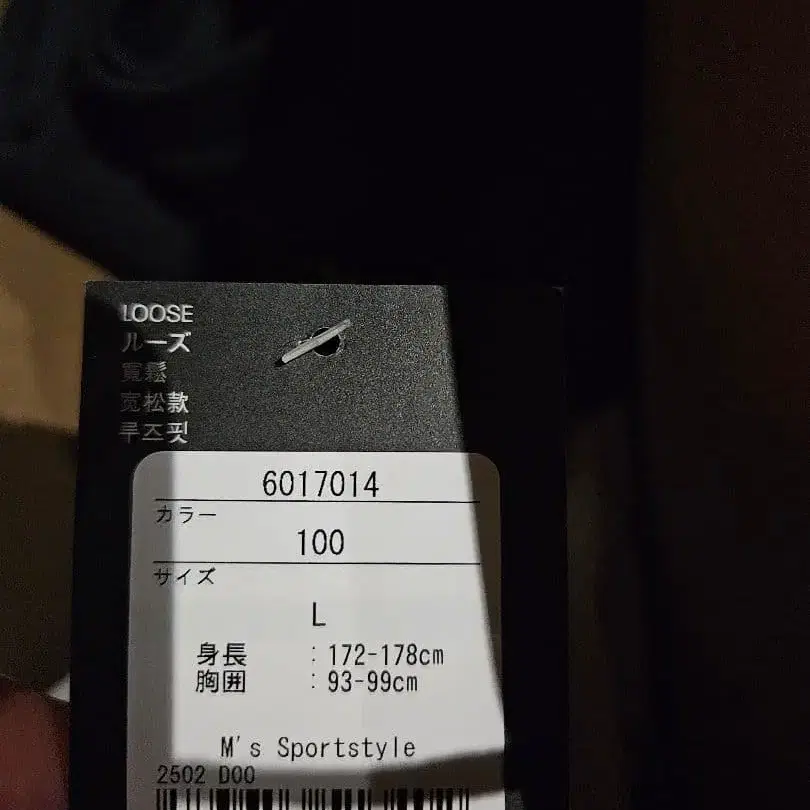 LOOSE
ルーズ
寬鬆
宽松款
루즈핏
6017014
カラー
100
サイズ
L
身長 : 172-178cm
胸囲 : 93-99cm
M's Sportstyle
2502 D00